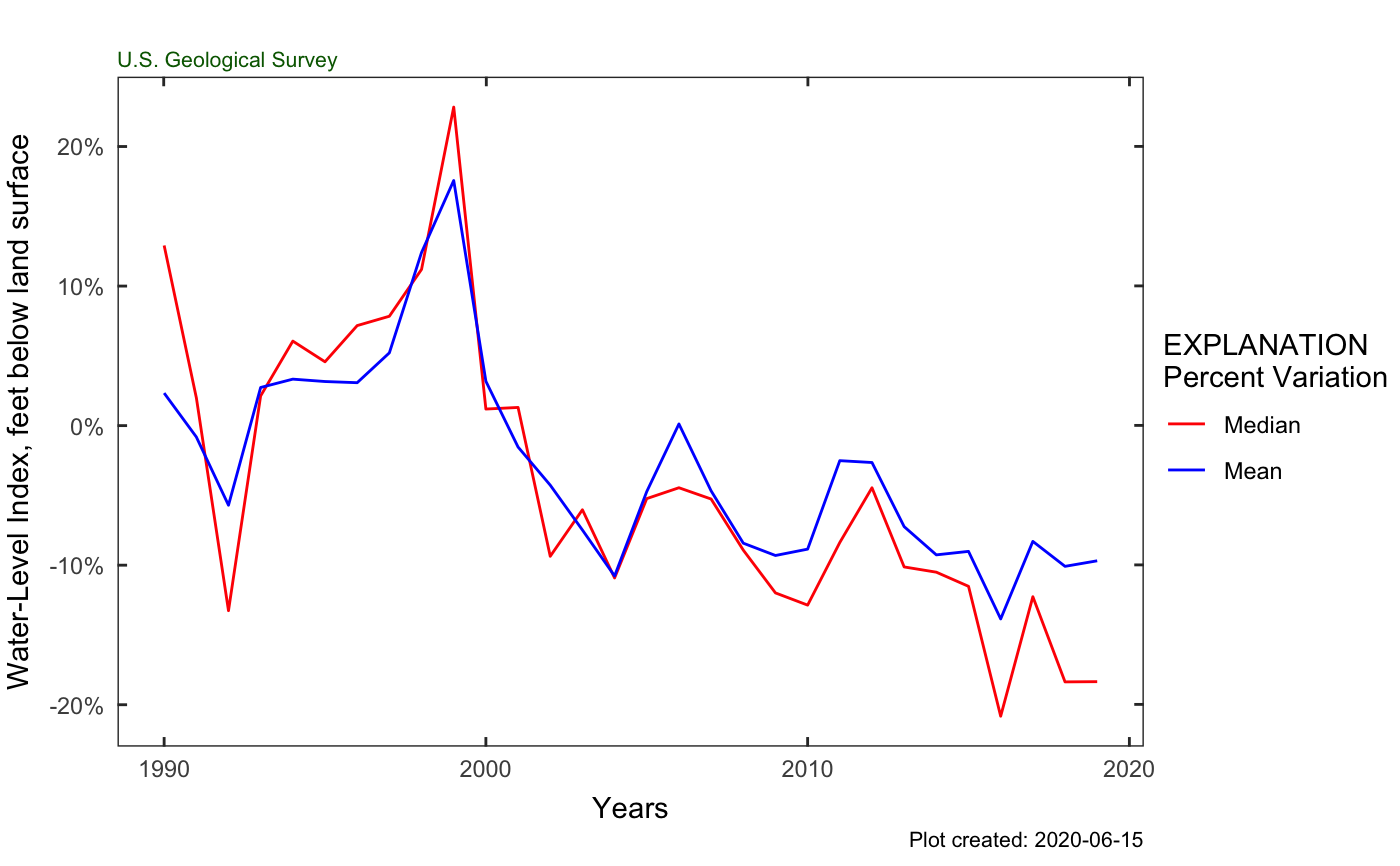 U.S. Geological Survey
Water-Level Index, feet below land surface
20%
10%
0%
-10%
-20%
1990
2000
2010
2020
Years
EXPLANATION
Percent Variation
Median
Mean
Plot created: 2020-06-15